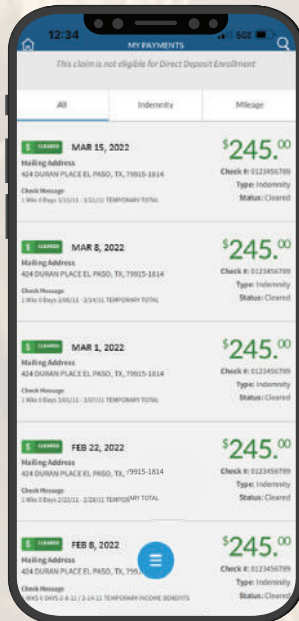 12:34
MY PAYMENTS
This claim is not eligible for Direct Deposit Enrollment
All Indemnity Mileage
$ CLEARED MAR 15, 2022 $245.00
Mailing Address Check #: 0123456789
424 DURAN PLACE EL PASO, TX, 79915-1814 Type: Indemnity
Check Message Status: Cleared
TEMPORARY TOTAL
$ CLEARED MAR 8, 2022 $245.00
Mailing Address Check #: 0123456789
424 DURAN PLACE EL PASO, TX, 79915-1814 Type: Indemnity
Check Message Status: Cleared
TEMPORARY TOTAL
$ CLEARED MAR 1, 2022 $245.00
Mailing Address Check #: 0123456789
424 DURAN PLACE EL PASO, TX, 79915-1814 Type: Indemnity
Check Message Status: Cleared
TEMPORARY TOTAL
$ CLEARED FEB 22, 2022 $245.00
Mailing Address Check #: 0123456789
424 DURAN PLACE EL PASO, TX, 79915-1814 Type: Indemnity
Check Message Status: Cleared
TEMPORARY TOTAL
$ CLEARED FEB 8, 2022 $245.00
Mailing Address Check #: 0123456789
424 DURAN PLACE EL PASO, TX, Type: Indemnity
Check Message Status: Cleared
TEMPORARY INCOME BENEFITS